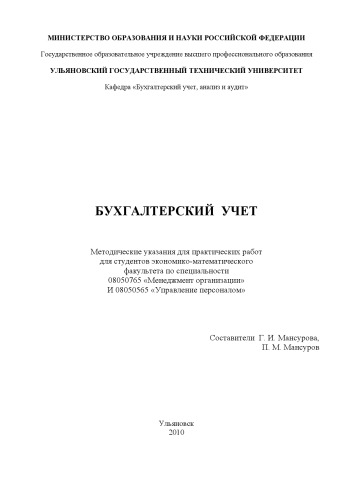 МИНИСТЕРСТВО ОБРАЗОВАНИЯ И НАУКИ РОССИЙСКОЙ ФЕДЕРАЦИИ
Государственное образовательное учреждение высшего профессионального образования
УЛЬЯНОВСКИЙ ГОСУДАРСТВЕННЫЙ ТЕХНИЧЕСКИЙ УНИВЕРСИТЕТ
Кафедра «Бухгалтерский учет, анализ и аудит»
БУХГАЛТЕРСКИЙ УЧЕТ
Методические указания для практических работ
для студентов экономико-математического
факультета по специальности
08050765 «Менеджмент организации»
И 08050565 «Управление персоналом»
Составители Г. И. Мансурова,
П. М. Мансуров
Ульяновск
2010